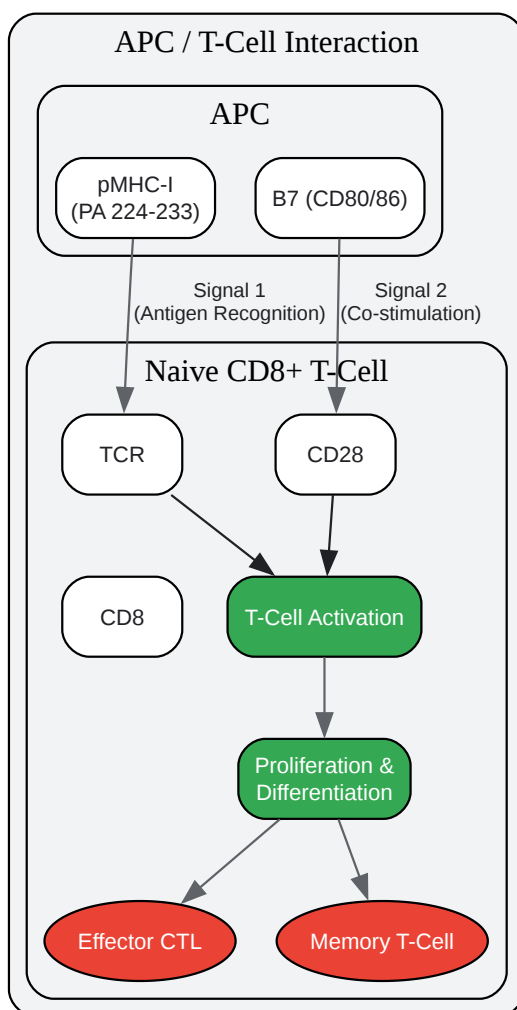 APC / T-Cell Interaction
APC
pMHC-I
(PA 224-233)
B7 (CD80/86)
Signal 1
(Antigen Recognition)
Signal 2
(Co-stimulation)
Naive CD8+ T-Cell
TCR
CD28
CD8
T-Cell Activation
Proliferation &
Differentiation
Effector CTL
Memory T-Cell